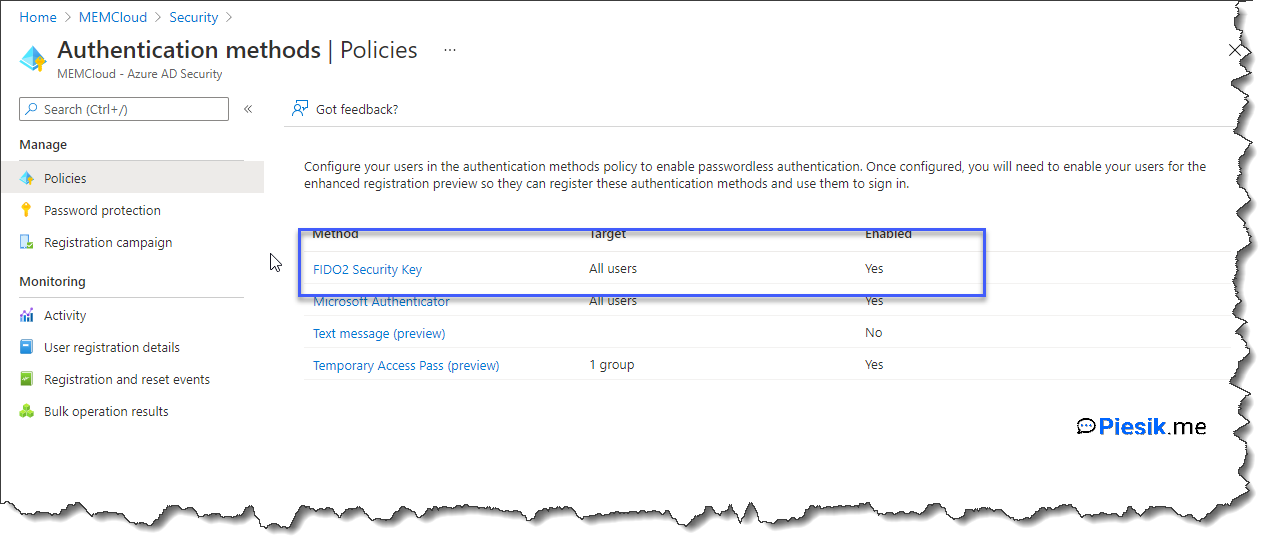 Home > MEMCloud > Security >
Authentication methods | Policies ...
MEMCloud - Azure AD Security
Search (Ctrl+/) «
Got feedback?
Manage
Policies
Password protection
Registration campaign
Monitoring
Activity
User registration details
Registration and reset events
Bulk operation results
Configure your users in the authentication methods policy to enable passwordless authentication. Once configured, you will need to enable your users for the
enhanced registration preview so they can register these authentication methods and use them to sign in.
Method Target Enabled
FIDO2 Security Key All users Yes
Microsoft Authenticator All users Yes
Text message (preview) No
Temporary Access Pass (preview) 1 group Yes
Piesik.me